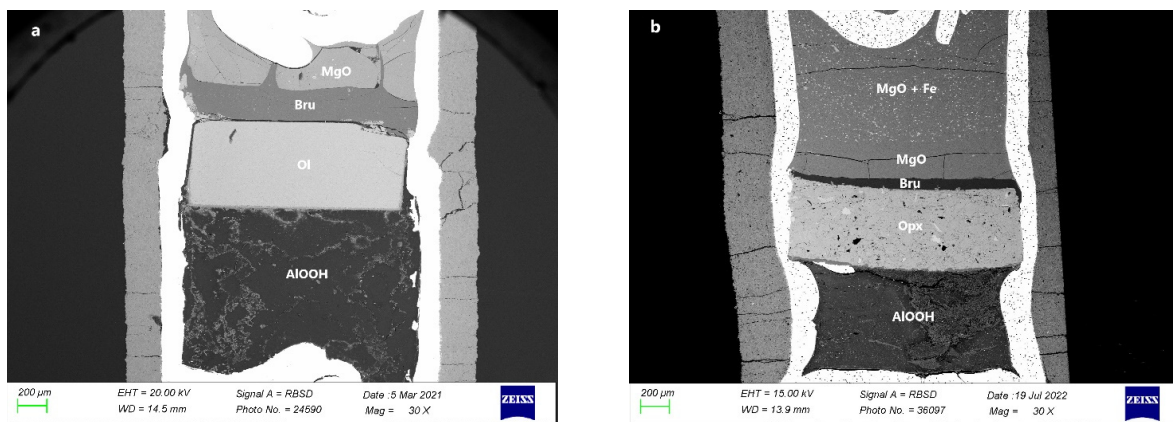 a
MgO
Bru
Ol
AlOOH
200 µm
EHT = 20.00 kV
WD = 14.5 mm
Signal A = RBSD
Photo No. = 24590
Date :5 Mar 2021
Mag = 30 X
ZEISS
b
MgO + Fe
MgO
Bru
Opx
AlOOH
200 µm
EHT = 15.00 kV
WD = 13.9 mm
Signal A = RBSD
Photo No. = 36097
Date :19 Jul 2022
Mag = 30 X
ZEISS